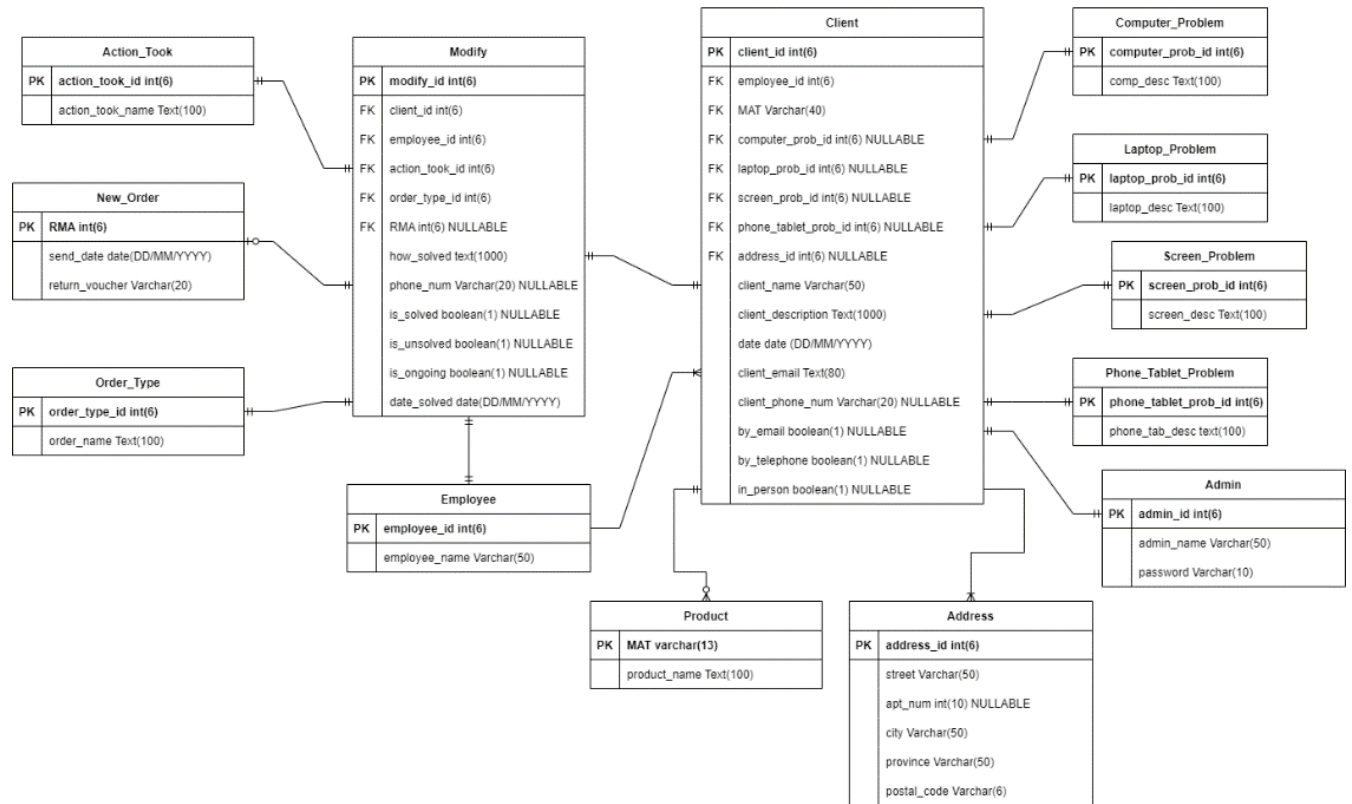 Action_Took
PK action_took_id int(6)
action_took_name Text(100)
New_Order
PK RMA int(6)
send_date date(DD/MM/YYYY)
return_voucher Varchar(20)
Order_Type
PK order_type_id int(6)
order_name Text(100)
Modify
PK modify_id int(6)
FK client_id int(6)
FK employee_id int(6)
FK action_took_id int(6)
FK order_type_id int(6)
FK RMA int(6) NULLABLE
how_solved text(1000)
phone_num Varchar(20) NULLABLE
is_solved boolean(1) NULLABLE
is_unsolved boolean(1) NULLABLE
is_ongoing boolean(1) NULLABLE
date_solved date(DD/MM/YYYY)
Employee
PK employee_id int(6)
employee_name Varchar(50)
Client
PK client_id int(6)
FK employee_id int(6)
FK MAT Varchar(40)
FK computer_prob_id int(6) NULLABLE
FK laptop_prob_id int(6) NULLABLE
FK screen_prob_id int(6) NULLABLE
FK phone_tablet_prob_id int(6) NULLABLE
FK address_id int(6) NULLABLE
client_name Varchar(50)
client_description Text(1000)
date date (DD/MM/YYYY)
client_email Text(80)
client_phone_num Varchar(20) NULLABLE
by_email boolean(1) NULLABLE
by_telephone boolean(1) NULLABLE
in_person boolean(1) NULLABLE
Product
PK MAT varchar(13)
product_name Text(100)
Address
PK address_id int(6)
street Varchar(50)
apt_num int(10) NULLABLE
city Varchar(50)
province Varchar(50)
postal_code Varchar(6)
Computer_Problem
PK computer_prob_id int(6)
comp_desc Text(100)
Laptop_Problem
PK laptop_prob_id int(6)
laptop_desc Text(100)
Screen_Problem
PK screen_prob_id int(6)
screen_desc Text(100)
Phone_Tablet_Problem
PK phone_tablet_prob_id int(6)
phone_tab_desc text(100)
Admin
PK admin_id int(6)
admin_name Varchar(50)
password Varchar(10)